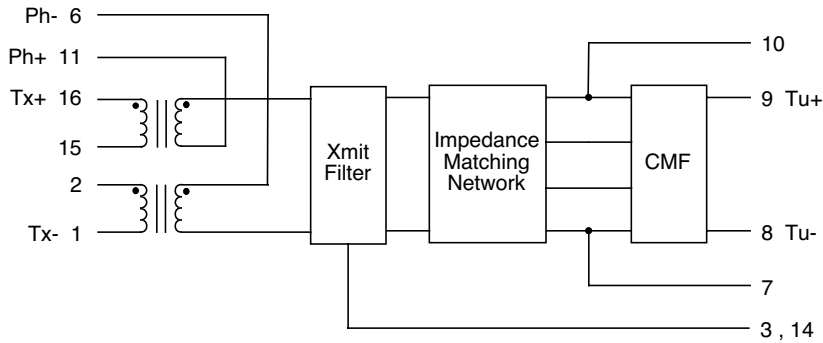 Ph- 6
10
Ph+ 11
Tx+ 16
9 Tu+
15
Xmit
Filter
Impedance
Matching
Network
CMF
2
Tx- 1
8 Tu-
7
3 , 14